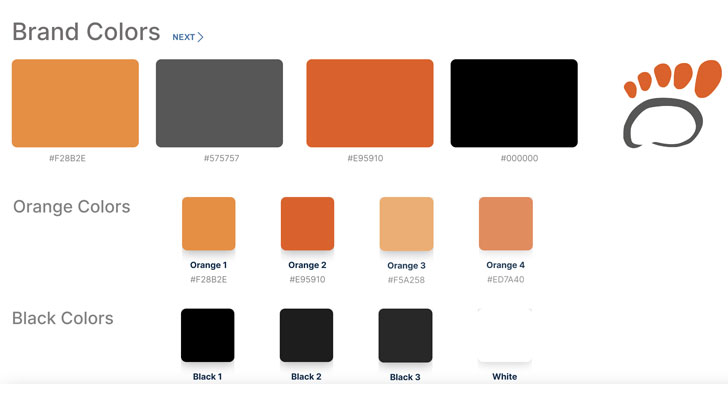 Brand Colors
NEXT
#F28B2E #575757 #E95910 #000000
Orange Colors
Orange 1 Orange 2 Orange 3 Orange 4
#F28B2E #E95910 #F5A258 #ED7A40
Black Colors
Black 1 Black 2 Black 3 White